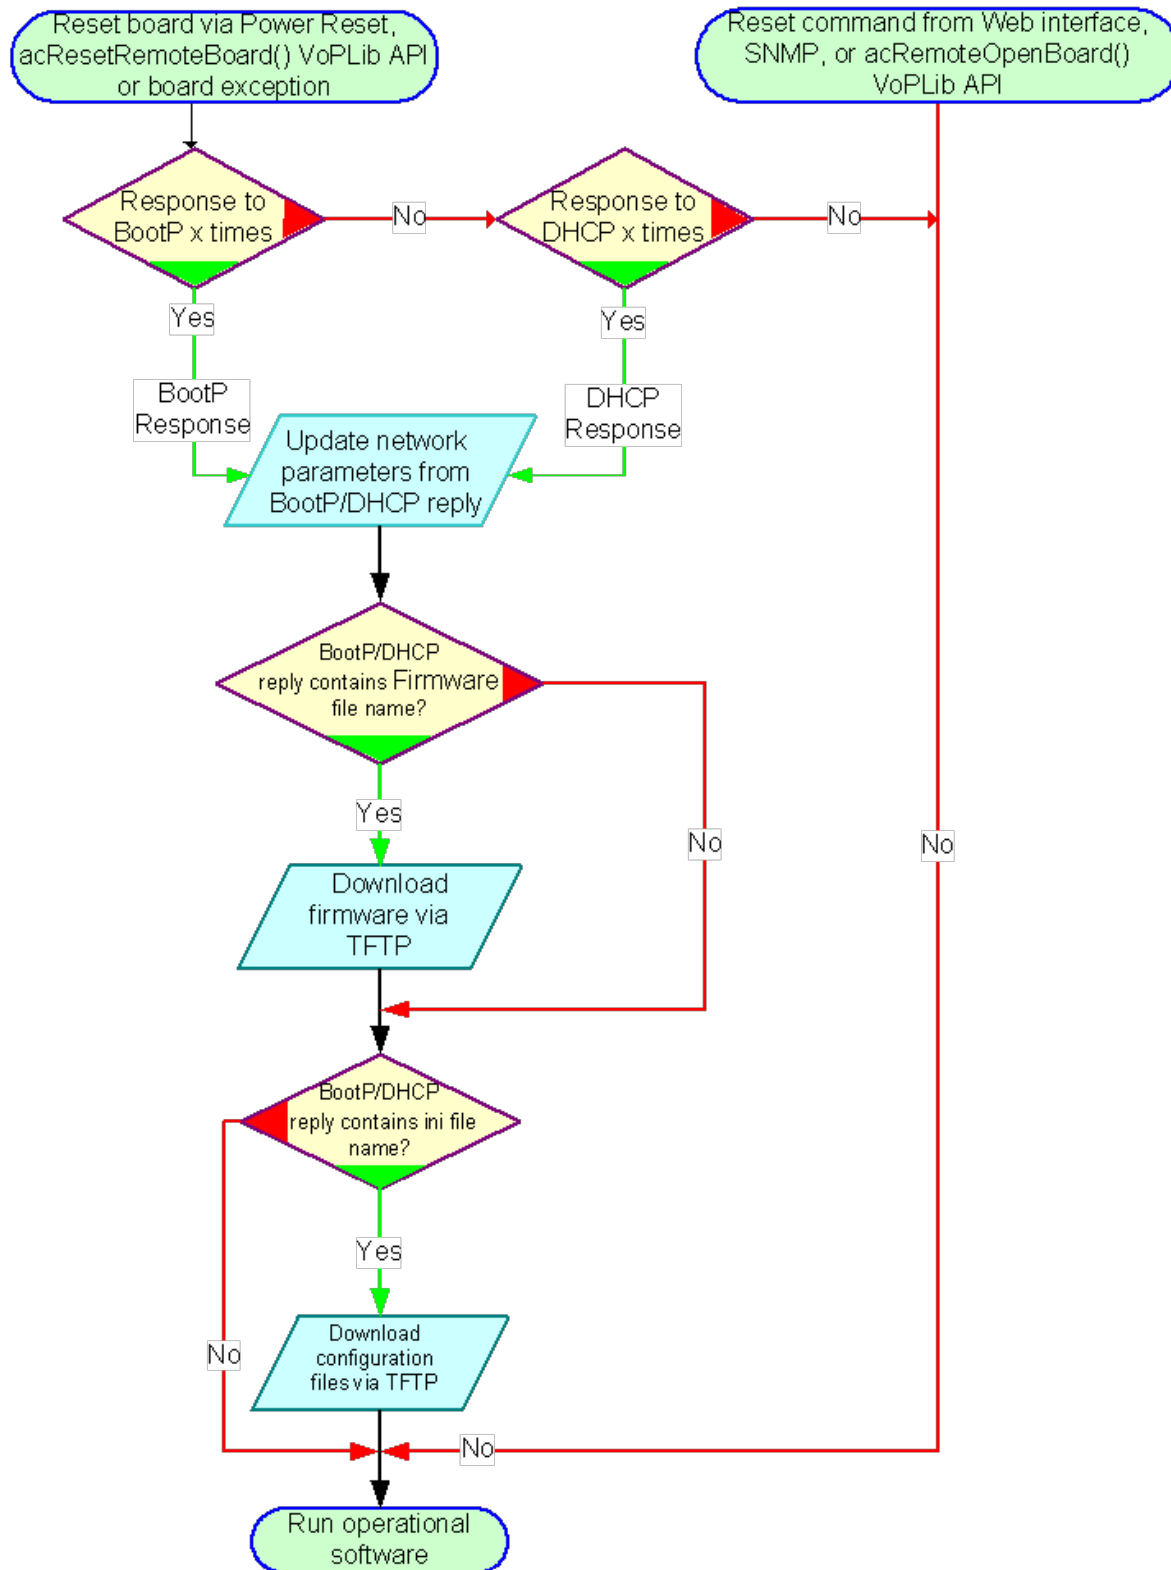 Reset board via Power Reset,
acResetRemoteBoard() VoPLib API
or board exception
Reset command from Web interface,
SNMP, or acRemoteOpenBoard()
VoPLib API
Response to
BootP x times
No
Response to
DHCP x times
No
Yes
Yes
BootP
Response
DHCP
Response
Update network
parameters from
BootP/DHCP reply
BootP/DHCP
reply contains Firmware
file name?
Yes
No
No
Download
firmware via
TFTP
BootP/DHCP
reply contains ini file
name?
Yes
No
Download
configuration
files via TFTP
No
Run operational
software